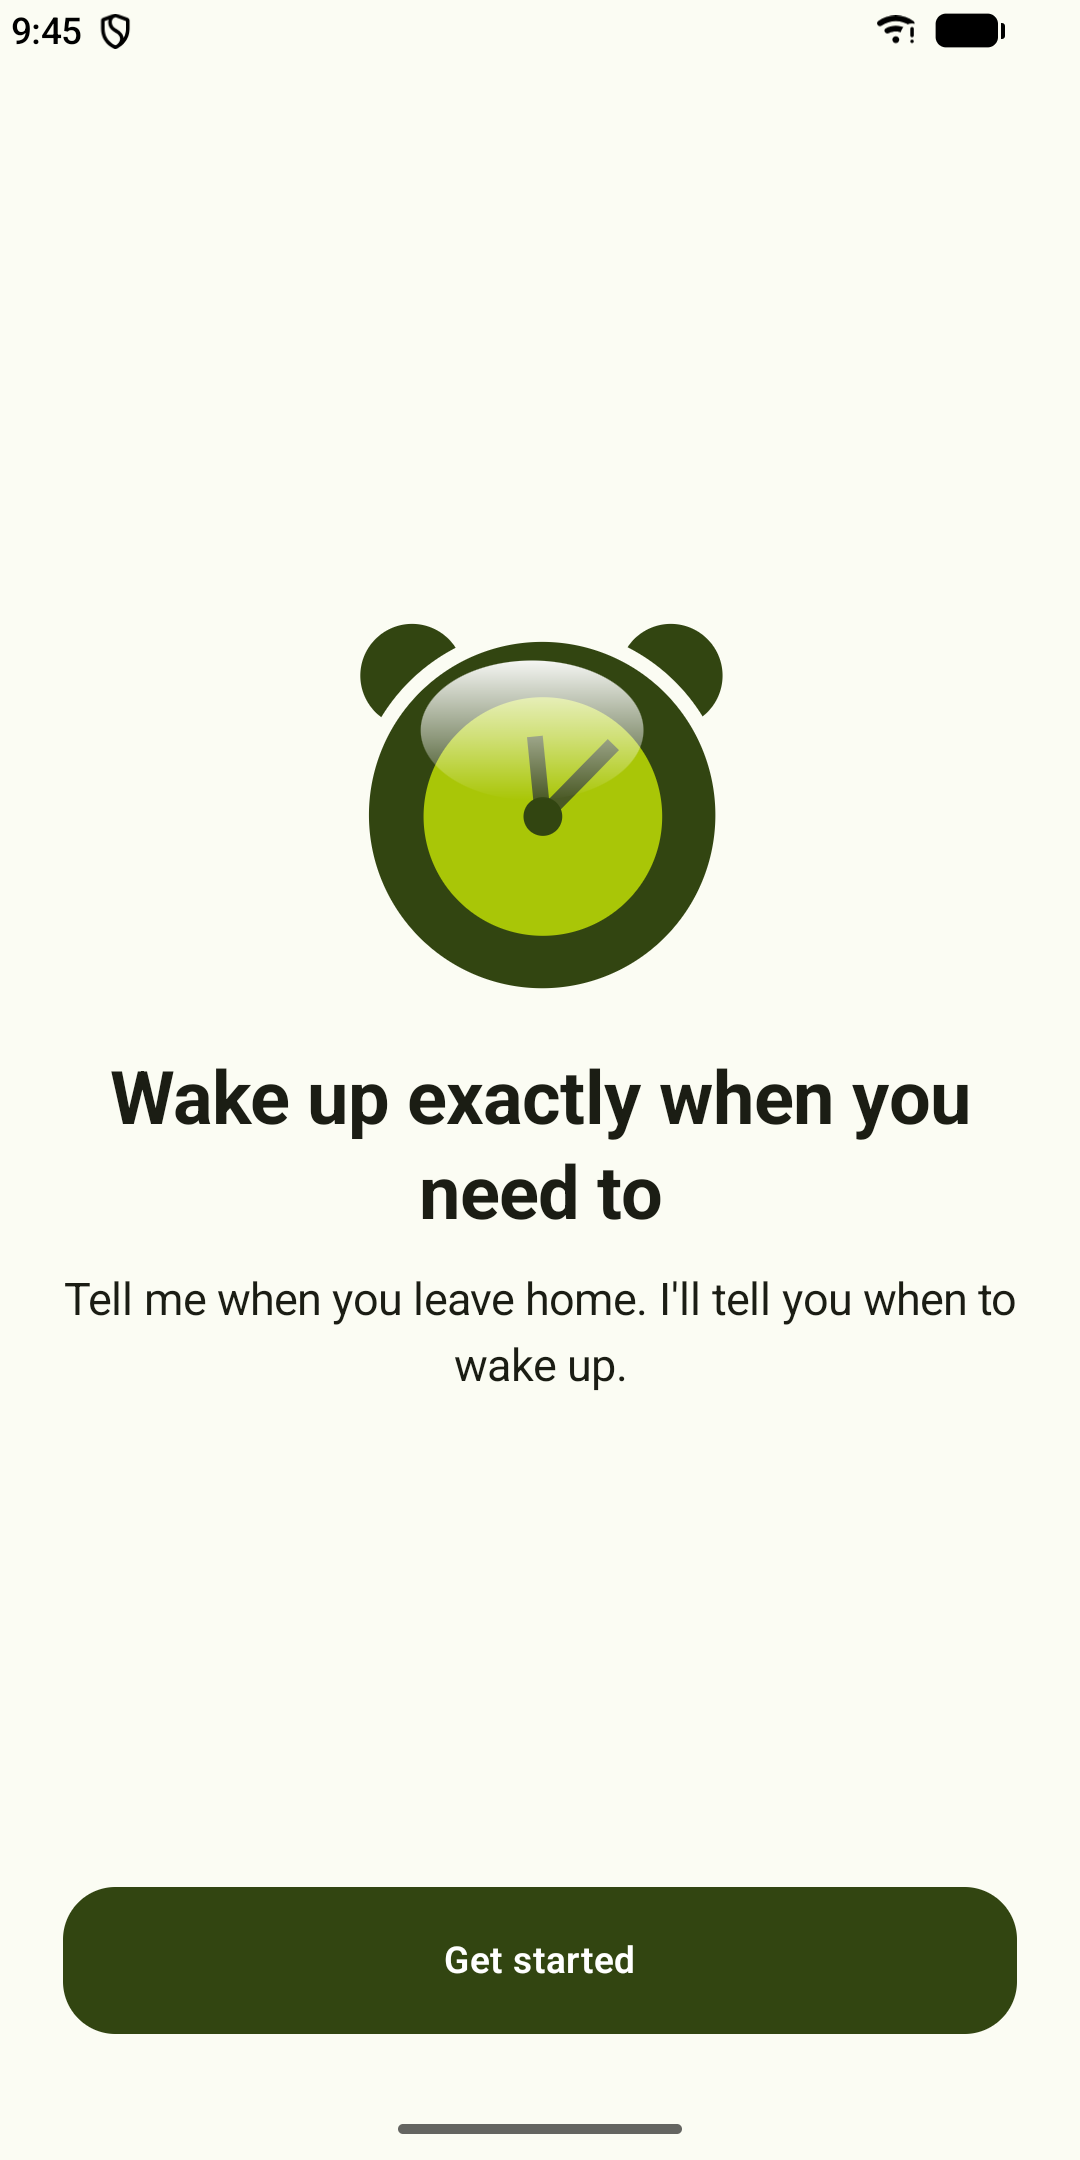 9:45
Wake up exactly when you
need to
Tell me when you leave home. I'll tell you when to
wake up.
Get started